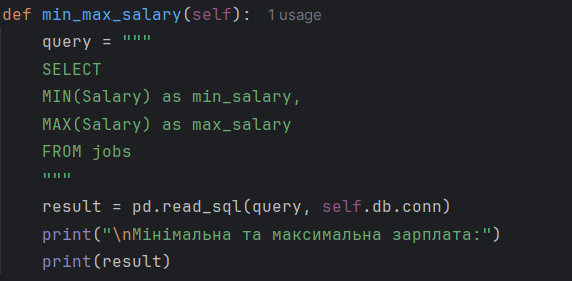 def min_max_salary(self): 1 usage
    query = """
    SELECT
    MIN(Salary) as min_salary,
    MAX(Salary) as max_salary
    FROM jobs
    """
    result = pd.read_sql(query, self.db.conn)
    print("\nМінімальна та максимальна зарплата:")
    print(result)